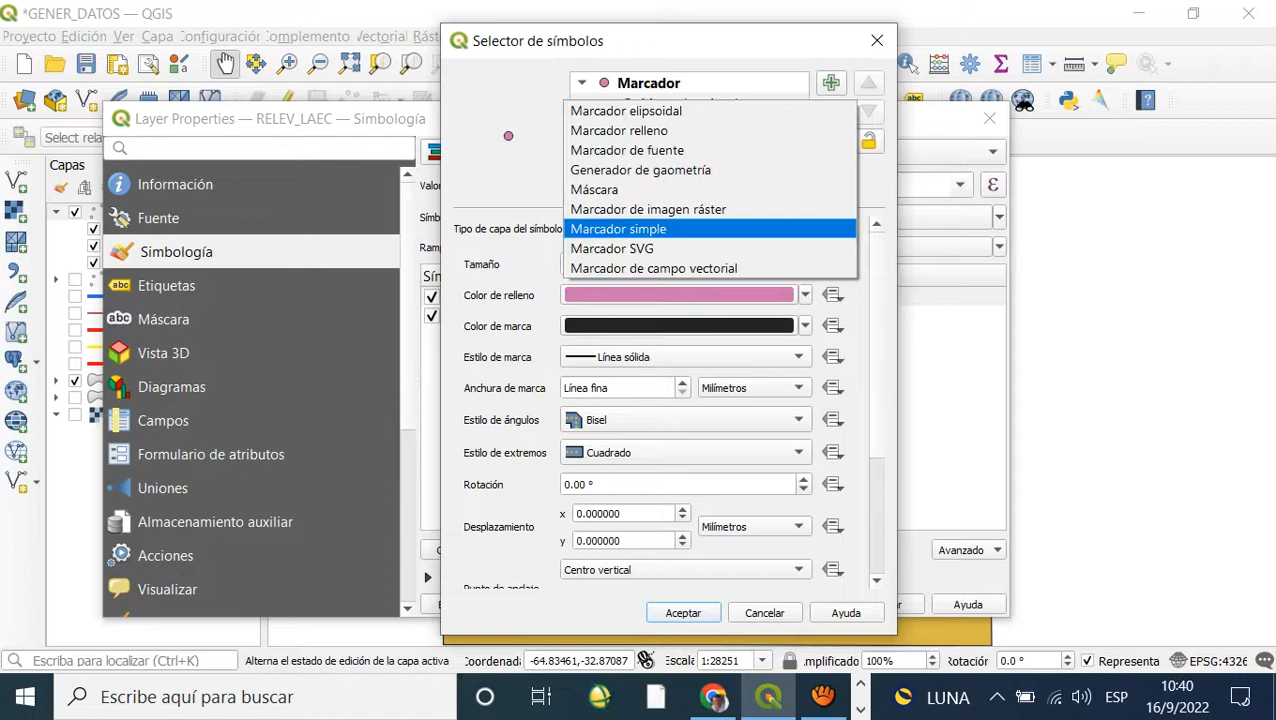 *GENER_DATOS — QGIS
Proyecto Edición Ver Capa Configuración Complemento Vectorial
Select
Capas
Layer Properties — RELEV_LAEC — Simbología
Información
Fuente
Simbología
Etiquetas
Máscara
Vista 3D
Diagramas
Campos
Formulario de atributos
Uniones
Almacenamiento auxiliar
Acciones
Visualizar
Selector de símbolos
Marcador
Marcador elipsoidal
Marcador relleno
Marcador de fuente
Generador de gaometría
Máscara
Marcador de imagen ráster
Marcador simple
Marcador SVG
Marcador de campo vectorial
Tipo de capa del símbolo
Tamaño
Color de relleno
Color de marca
Estilo de marca Línea sólida
Anchura de marca Línea fina Milímetros
Estilo de ángulos Bisel
Estilo de extremos Cuadrado
Rotación 0.00 °
x 0.000000
Desplazamiento Milímetros
y 0.000000
Centro vertical
Aceptar Cancelar Ayuda
Avanzado
Ayuda
Escriba para localizar (Ctrl+K) Alterna el estado de edición de la capa activa Coordena -64.83461,-32.87087 Escala 1:28251 mplificado 100% Rotación 0.0 ° Representa EPSG:4326
Escribe aquí para buscar LUNA ESP 10:40
16/9/2022